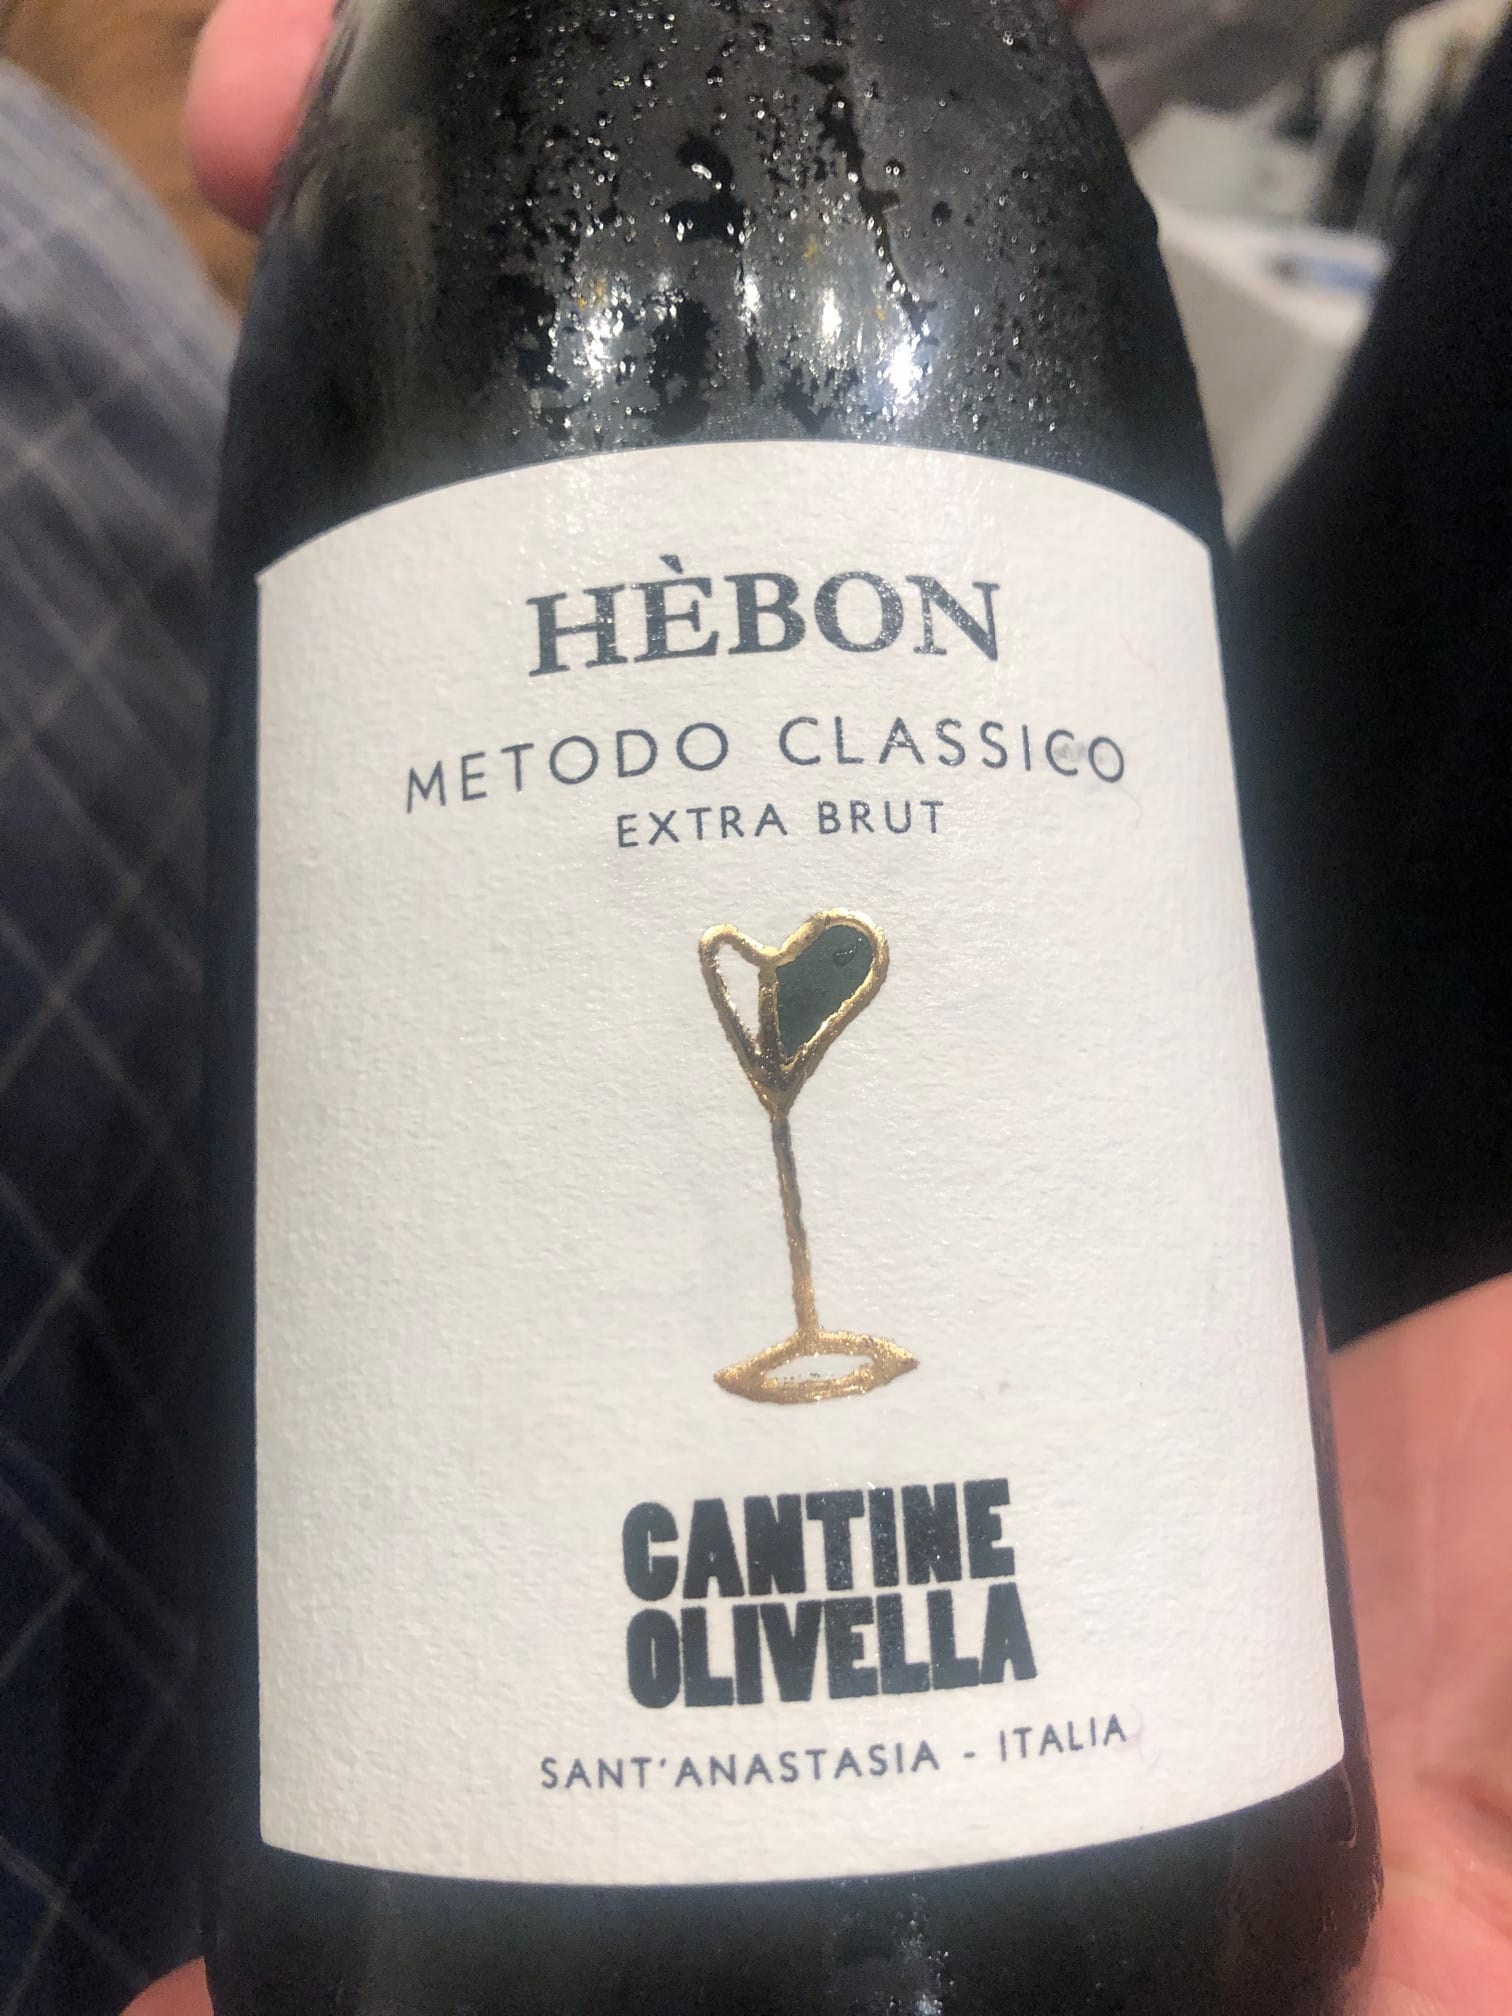 HÈBON
METODO CLASSICO
EXTRA BRUT
CANTINE
OLIVELLA
SANT'ANASTASIA - ITALIA